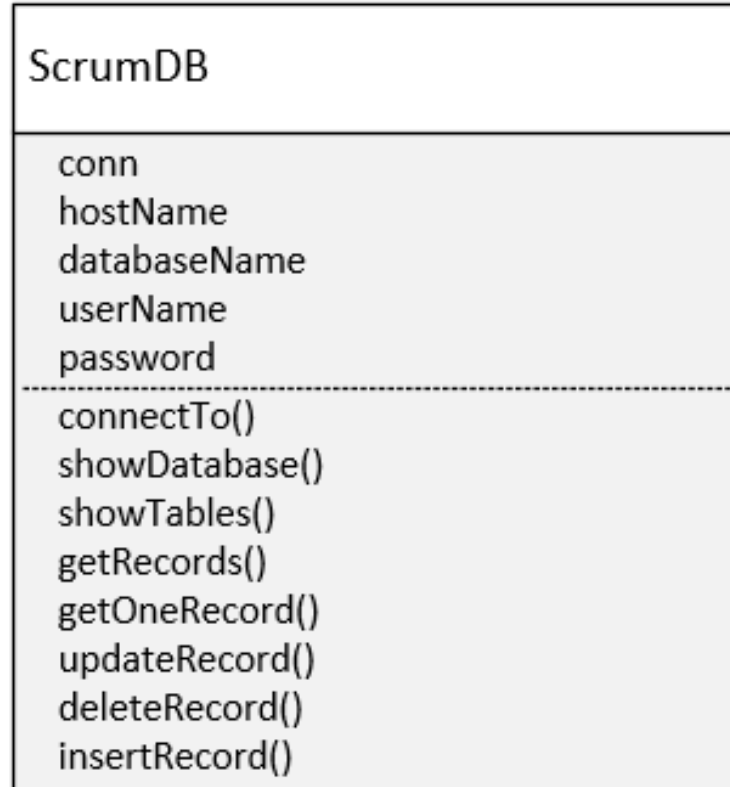 ScrumDB
conn
hostName
databaseName
userName
password
connectTo()
showDatabase()
showTables()
getRecords()
getOneRecord()
updateRecord()
deleteRecord()
insertRecord()